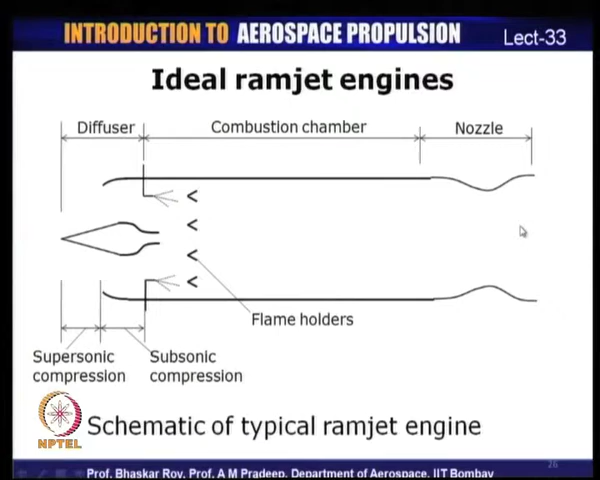 INTRODUCTION TO AEROSPACE PROPULSION
Lect-33
Ideal ramjet engines
Diffuser
Combustion chamber
Nozzle
Flame holders
Supersonic
compression
Subsonic
compression
NPTEL
Schematic of typical ramjet engine
26
Prof. Bhaskar Roy, Prof. A M Pradeep, Department of Aerospace, IIT Bombay